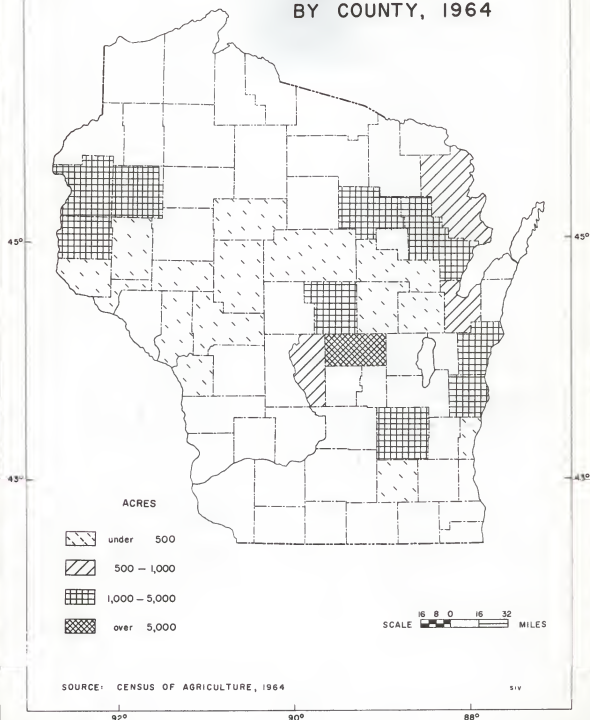 BY COUNTY, 1964
45° 45°
43° 43°
ACRES
under 500
500 – 1,000
1,000 – 5,000
over 5,000
16 8 0 16 32
SCALE MILES
SOURCE: CENSUS OF AGRICULTURE, 1964
SIV
92° 90° 88°